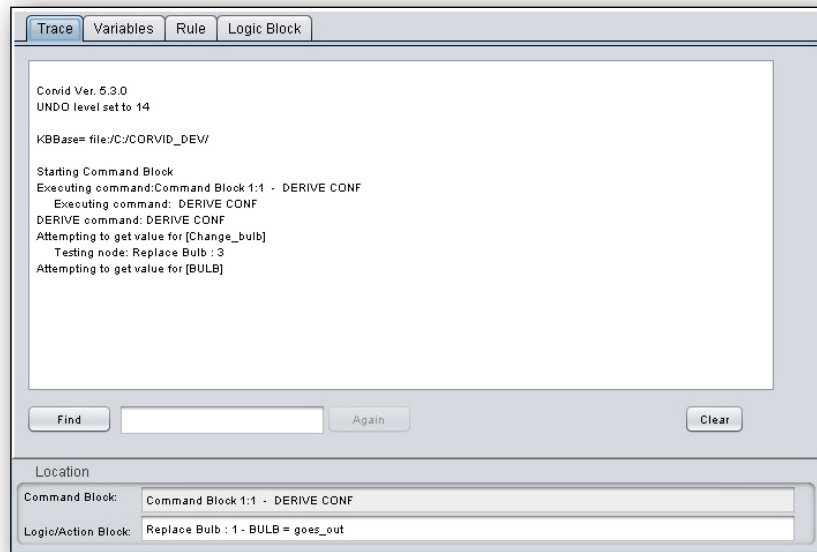 Trace Variables Rule Logic Block
Corvid Ver. 5.3.0
UNDO level set to 14
KBBase= file:/C:/CORVID_DEV/
Starting Command Block
Executing command:Command Block 1:1 - DERIVE CONF
Executing command: DERIVE CONF
DERIVE command: DERIVE CONF
Attempting to get value for [Change_bulb]
Testing node: Replace Bulb : 3
Attempting to get value for [BULB]
Find Again Clear
Location
Command Block: Command Block 1:1 - DERIVE CONF
Logic/Action Block: Replace Bulb : 1 - BULB = goes_out